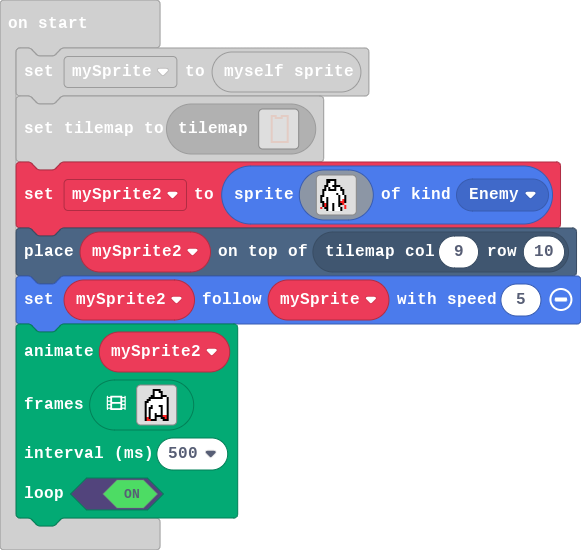 on start
set mySprite to myself sprite
set tilemap to tilemap
set mySprite2 to sprite of kind Enemy
place mySprite2 on top of tilemap col 9 row 10
set mySprite2 follow mySprite with speed 5
animate mySprite2
frames
interval (ms) 500
loop ON